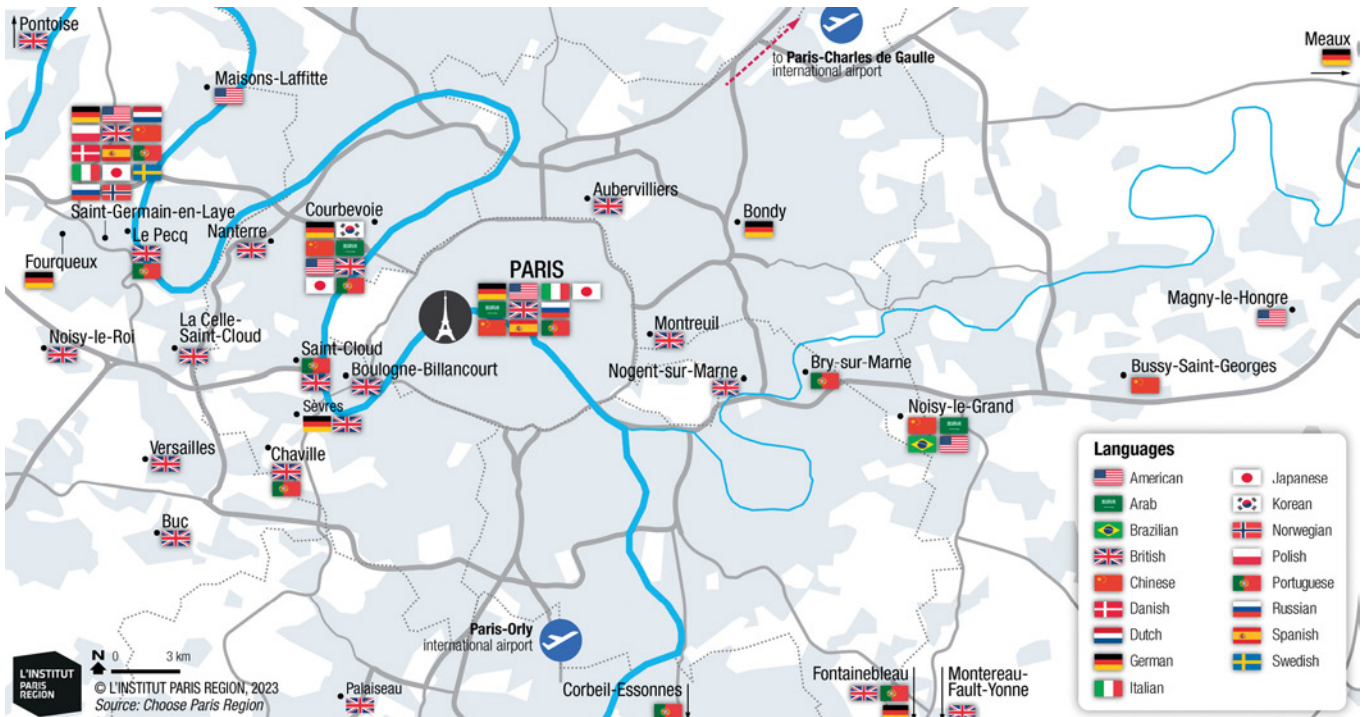 Pontoise
to Paris-Charles de Gaulle
international airport
Meaux
Maisons-Laffitte
Aubervilliers
Bondy
Saint-Germain-en-Laye
Courbevoie
Le Pecq
Nanterre
Fourqueux
PARIS
Magny-le-Hongre
Noisy-le-Roi
La Celle-
Saint-Cloud
Montreuil
Saint-Cloud
Boulogne-Billancourt
Nogent-sur-Marne
Bry-sur-Marne
Bussy-Saint-Georges
Sèvres
Noisy-le-Grand
Versailles
Chaville
Buc
Languages
American
Arab
Brazilian
British
Chinese
Danish
Dutch
German
Italian
Japanese
Korean
Norwegian
Polish
Portuguese
Russian
Spanish
Swedish
Paris-Orly
international airport
N 0 3 km
L'INSTITUT
PARIS
REGION
© L'INSTITUT PARIS REGION, 2023
Source: Choose Paris Region
Palaiseau
Corbeil-Essonnes
Fontainebleau
Montereau-
Fault-Yonne